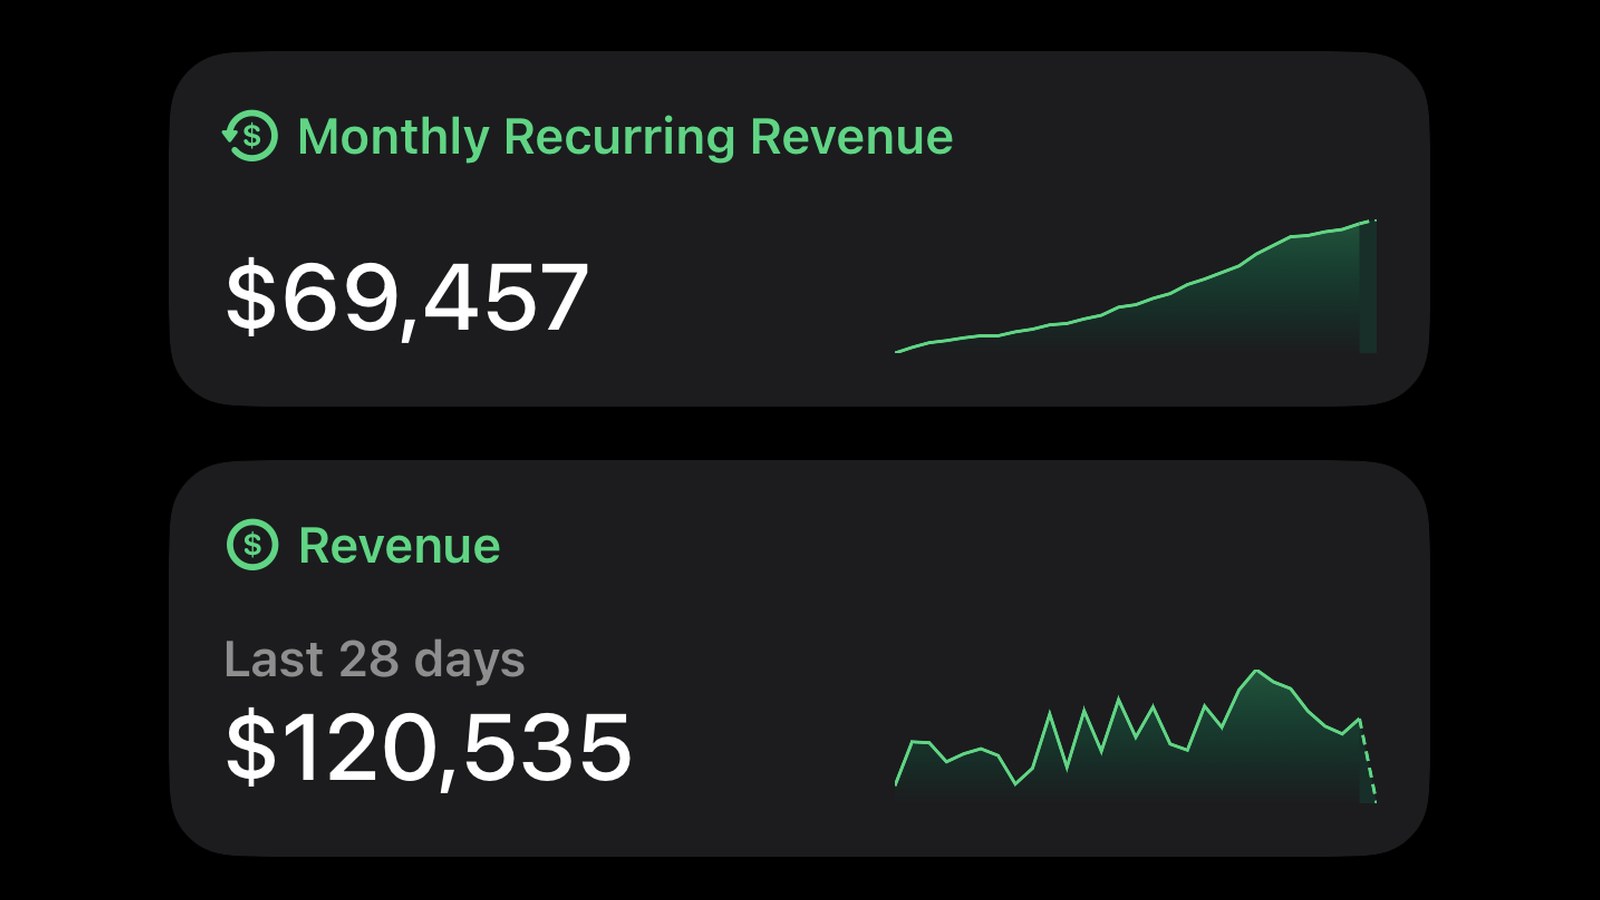 Monthly Recurring Revenue
$69,457
Revenue
Last 28 days
$120,535